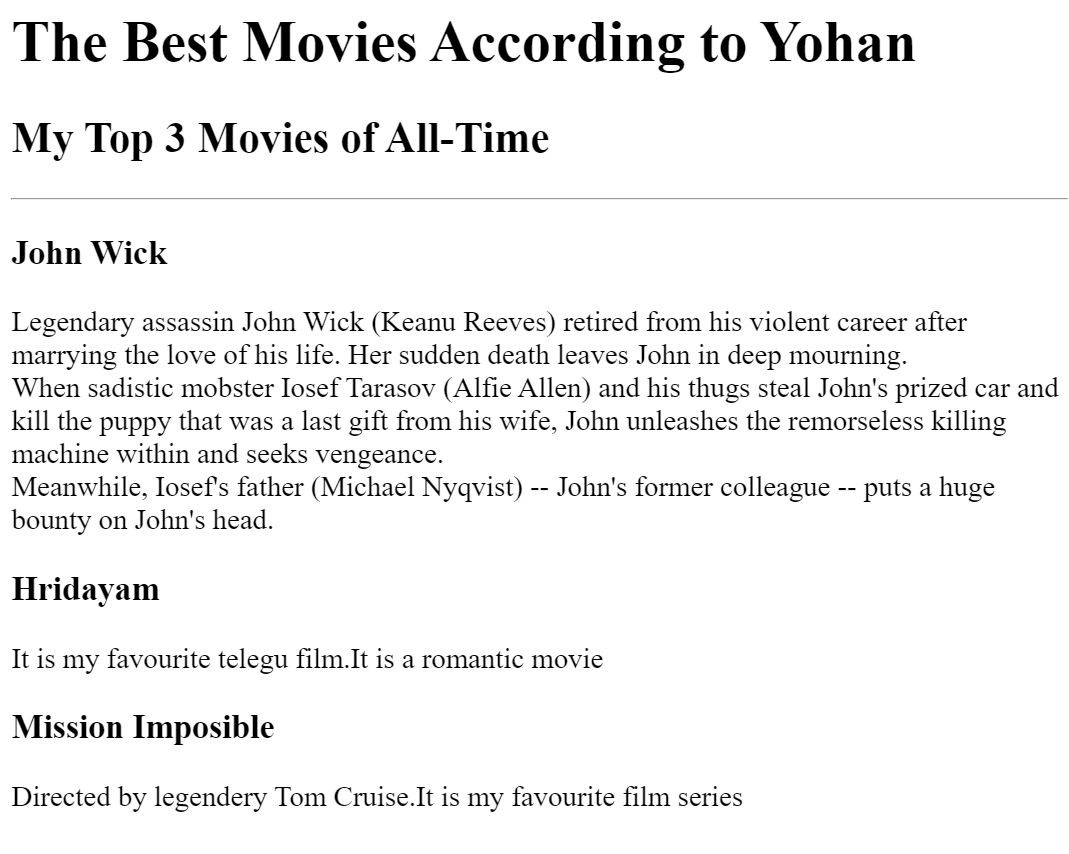 The Best Movies According to Yohan
My Top 3 Movies of All-Time
John Wick
Legendary assassin John Wick (Keanu Reeves) retired from his violent career after
marrying the love of his life. Her sudden death leaves John in deep mourning.
When sadistic mobster Iosef Tarasov (Alfie Allen) and his thugs steal John's prized car and
kill the puppy that was a last gift from his wife, John unleashes the remorseless killing
machine within and seeks vengeance.
Meanwhile, Iosef's father (Michael Nyqvist) -- John's former colleague -- puts a huge
bounty on John's head.
Hridayam
It is my favourite telegu film.It is a romantic movie
Mission Imposible
Directed by legendery Tom Cruise.It is my favourite film series